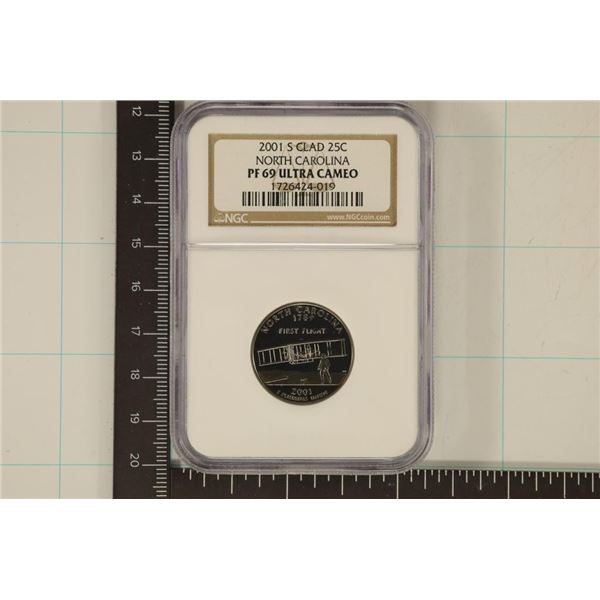 2001 S CLAD 25C
NORTH CAROLINA
PF 69 ULTRA CAMEO
1726424-019
NGC
www.NGCcoin.com
NORTH CAROLINA
1789
FIRST FLIGHT
2001
E PLURIBUS UNUM
12
13
14
15
16
17
18
19
20